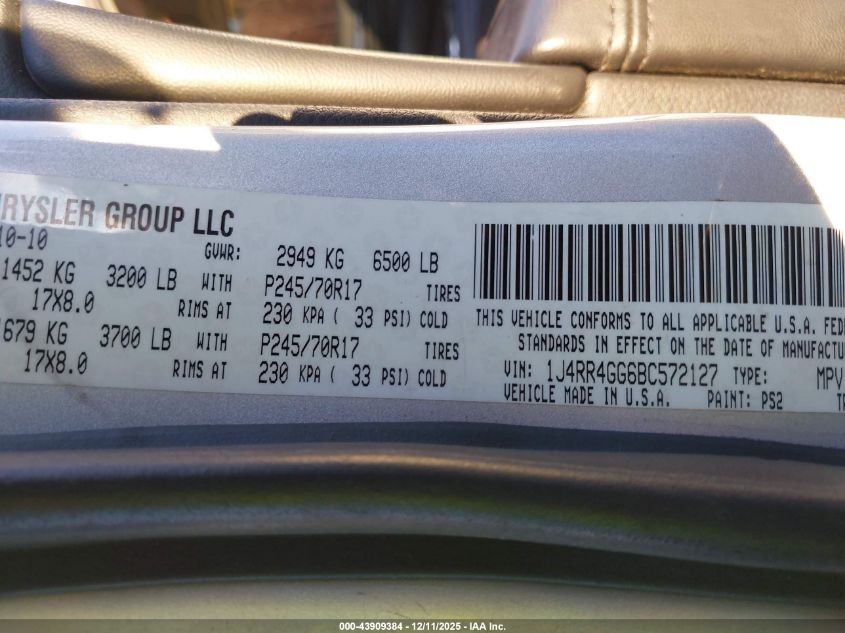 HRYSLER GROUP LLC
10-10
GVWR: 2949 KG 6500 LB
1452 KG 3200 LB WITH P245/70R17 TIRES
17X8.0 RIMS AT 230 KPA ( 33 PSI) COLD
679 KG 3700 LB WITH P245/70R17 TIRES
17X8.0 RIMS AT 230 KPA ( 33 PSI) COLD
THIS VEHICLE CONFORMS TO ALL APPLICABLE U.S.A. FEDE
STANDARDS IN EFFECT ON THE DATE OF MANUFACTU
VIN: 1J4RR4GG6BC572127 TYPE: MPV
VEHICLE MADE IN U.S.A. PAINT: PS2
000-43909384 - 12/11/2025 - IAA Inc.